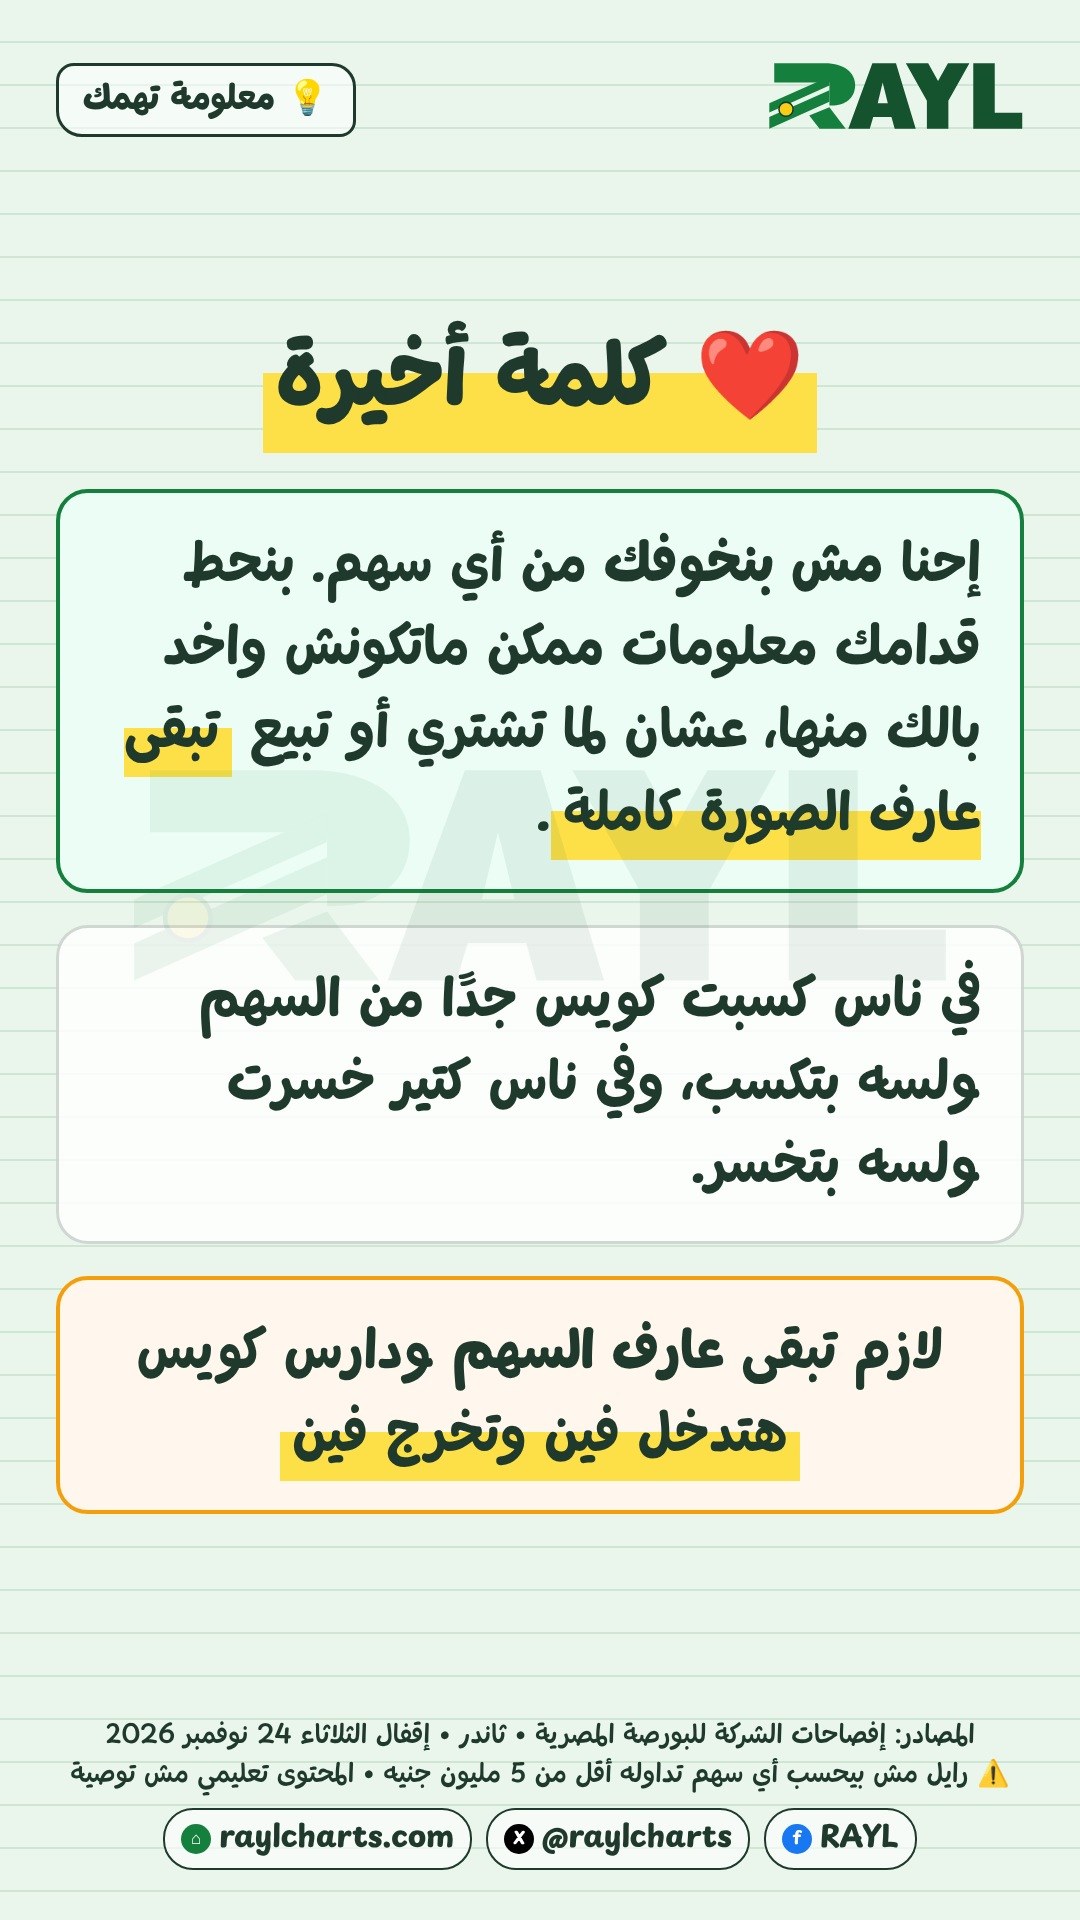 RAYL
💡 معلومة تهمك
❤️ كلمة أخيرة
إحنا مش بنخوفك من أي سهم. بنحط
قدامك معلومات ممكن ماتكونش واخد
بالك منها، عشان لما تشتري أو تبيع تبقى
عارف الصورة كاملة.
في ناس كسبت كويس جدًا من السهم
ولسه بتكسب، وفي ناس كتير خسرت
ولسه بتخسر.
لازم تبقى عارف السهم ودارس كويس
هتدخل فين وتخرج فين
المصادر: إفصاحات الشركة للبورصة المصرية • ثاندر • إقفال الثلاثاء 24 نوفمبر 2026
⚠️ رايل مش بيحسب أي سهم تداوله أقل من 5 مليون جنيه • المحتوى تعليمي مش توصية
raylcharts.com
@raylcharts
RAYL